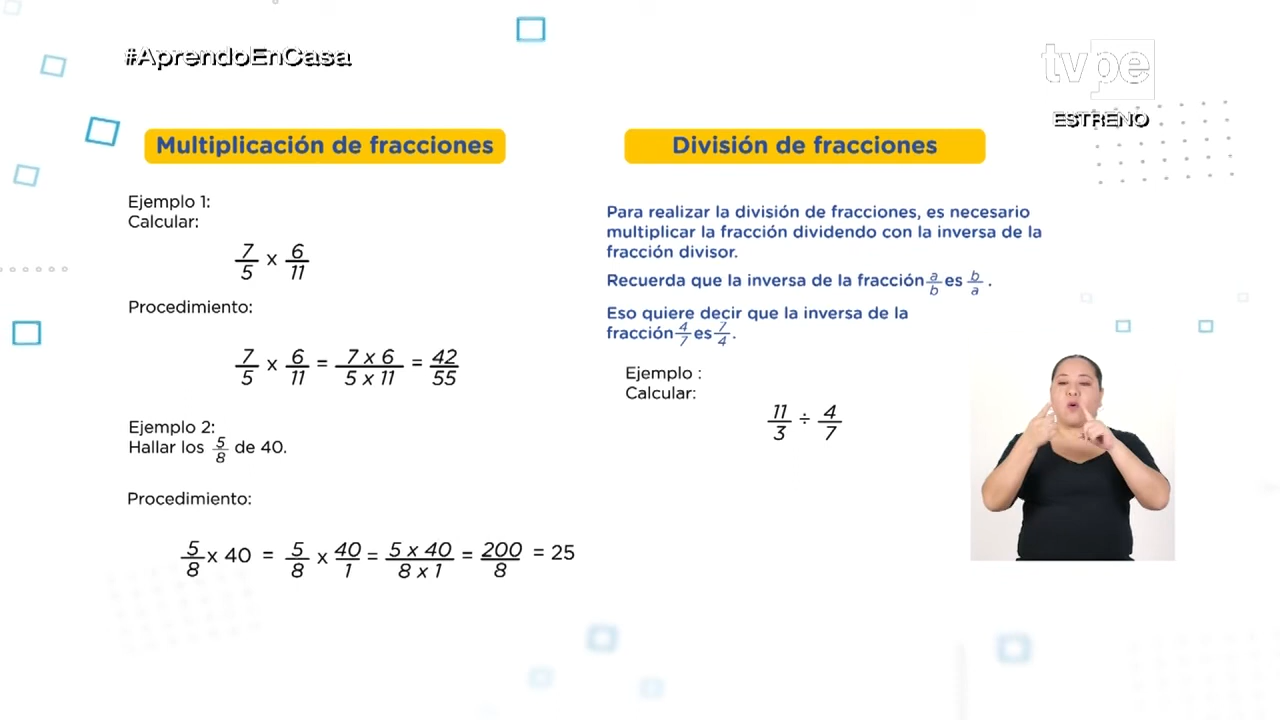 #AprendoEnCasa
tvpe
ESTRENO
Multiplicación de fracciones
Ejemplo 1:
Calcular:
7/5 x 6/11
Procedimiento:
7/5 x 6/11 = 7 x 6/5 x 11 = 42/55
Ejemplo 2:
Hallar los 5/8 de 40.
Procedimiento:
5/8 x 40 = 5/8 x 40/1 = 5 x 40/8 x 1 = 200/8 = 25
División de fracciones
Para realizar la división de fracciones, es necesario
multiplicar la fracción dividendo con la inversa de la
fracción divisor.
Recuerda que la inversa de la fracción a/b es b/a .
Eso quiere decir que la inversa de la
fracción 4/7 es 7/4 .
Ejemplo :
Calcular:
11/3 ÷ 4/7